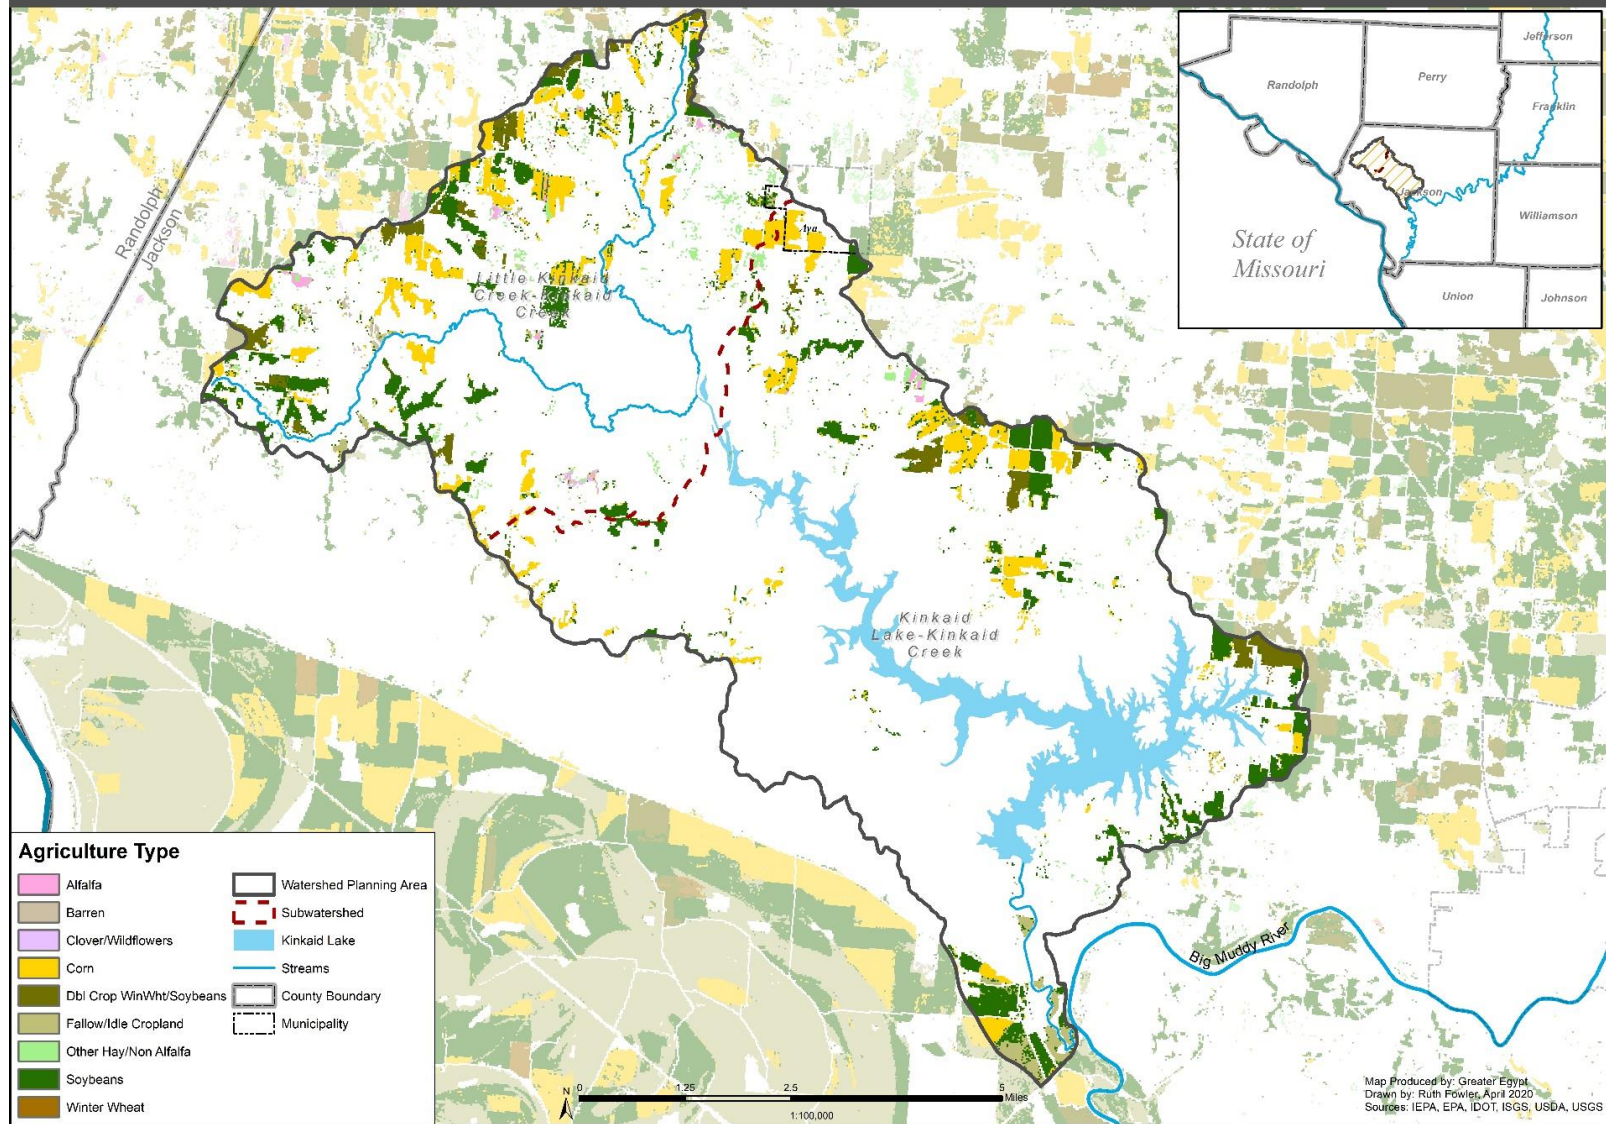 Randolph
Jackson
Little Kinkaid
Creek-Kinkaid
Creek
Ava
Kinkaid
Lake-Kinkaid
Creek
Big Muddy River
Jefferson
Randolph
Perry
Franklin
Jackson
Williamson
State of
Missouri
Union
Johnson
Agriculture Type
Alfalfa
Barren
Clover/Wildflowers
Corn
Dbl Crop WinWht/Soybeans
Fallow/Idle Cropland
Other Hay/Non Alfalfa
Soybeans
Winter Wheat
Watershed Planning Area
Subwatershed
Kinkaid Lake
Streams
County Boundary
Municipality
N
0 1.25 2.5 5
Miles
1:100,000
Map Produced by: Greater Egypt
Drawn by: Ruth Fowler, April 2020
Sources: IEPA, EPA, IDOT, ISGS, USDA, USGS